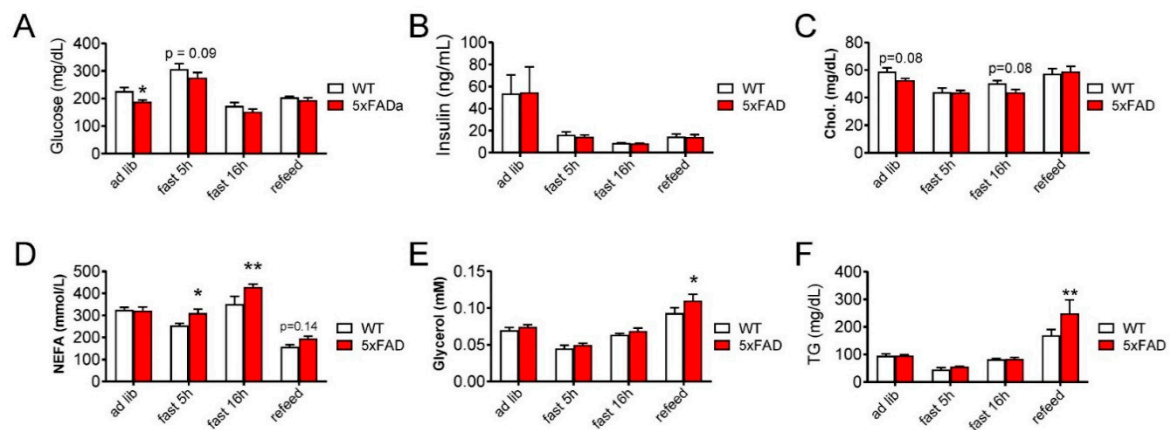 A
Glucose (mg/dL)
400
300
200
100
0
*
p = 0.09
WT
5xFADa
ad lib
fast 5h
fast 16h
refeed
B
Insulin (ng/mL)
100
80
60
40
20
0
WT
5xFAD
ad lib
fast 5h
fast 16h
refeed
C
Chol. (mg/dL)
80
60
40
20
0
p=0.08
p=0.08
WT
5xFAD
ad lib
fast 5h
fast 16h
refeed
D
NEFA (mmol/L)
500
400
300
200
100
0
*
**
p=0.14
WT
5xFAD
ad lib
fast 5h
fast 16h
refeed
E
Glycerol (mM)
0.15
0.10
0.05
0.00
*
WT
5xFAD
ad lib
fast 5h
fast 16h
refeed
F
TG (mg/dL)
400
300
200
100
0
**
WT
5xFAD
ad lib
fast 5h
fast 16h
refeed